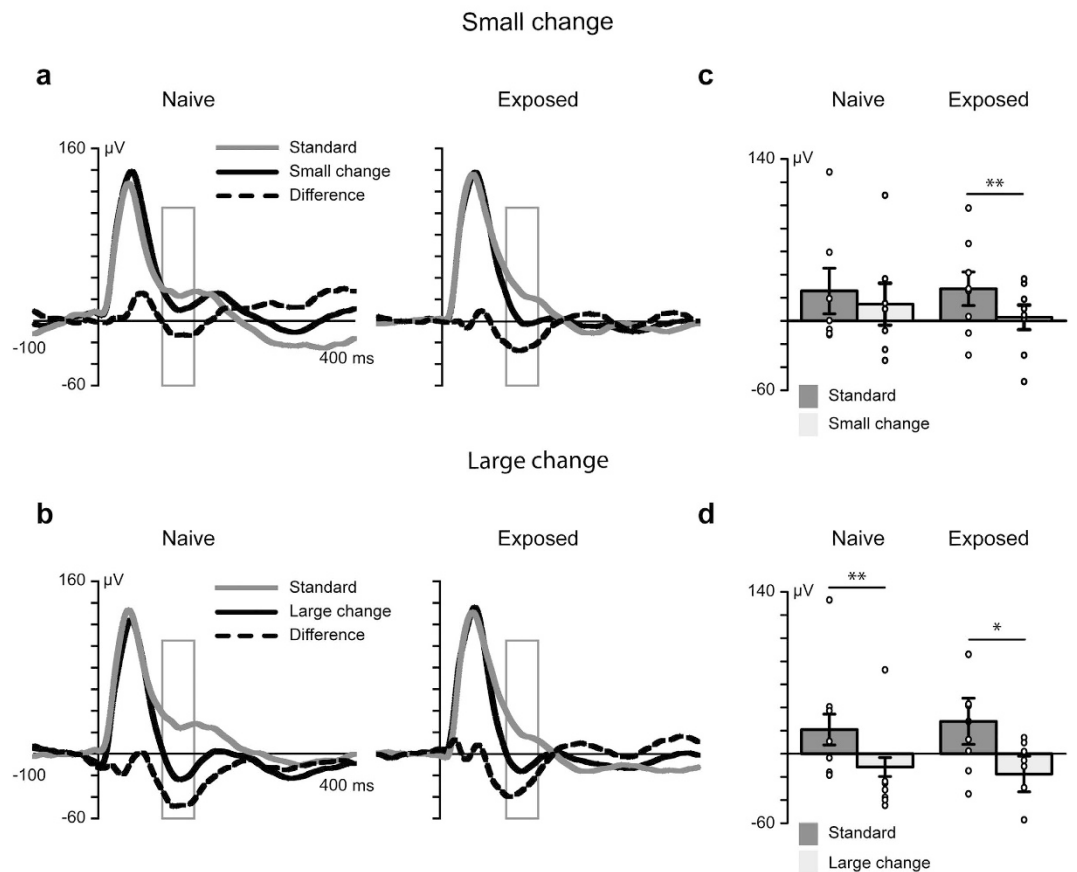 Small change
a
Naive
Exposed
160
µV
Standard
Small change
Difference
-100
400 ms
-60
c
Naive
Exposed
140
µV
**
-60
Standard
Small change
Large change
b
Naive
Exposed
160
µV
Standard
Large change
Difference
-100
400 ms
-60
d
Naive
Exposed
140
µV
**
*
-60
Standard
Large change